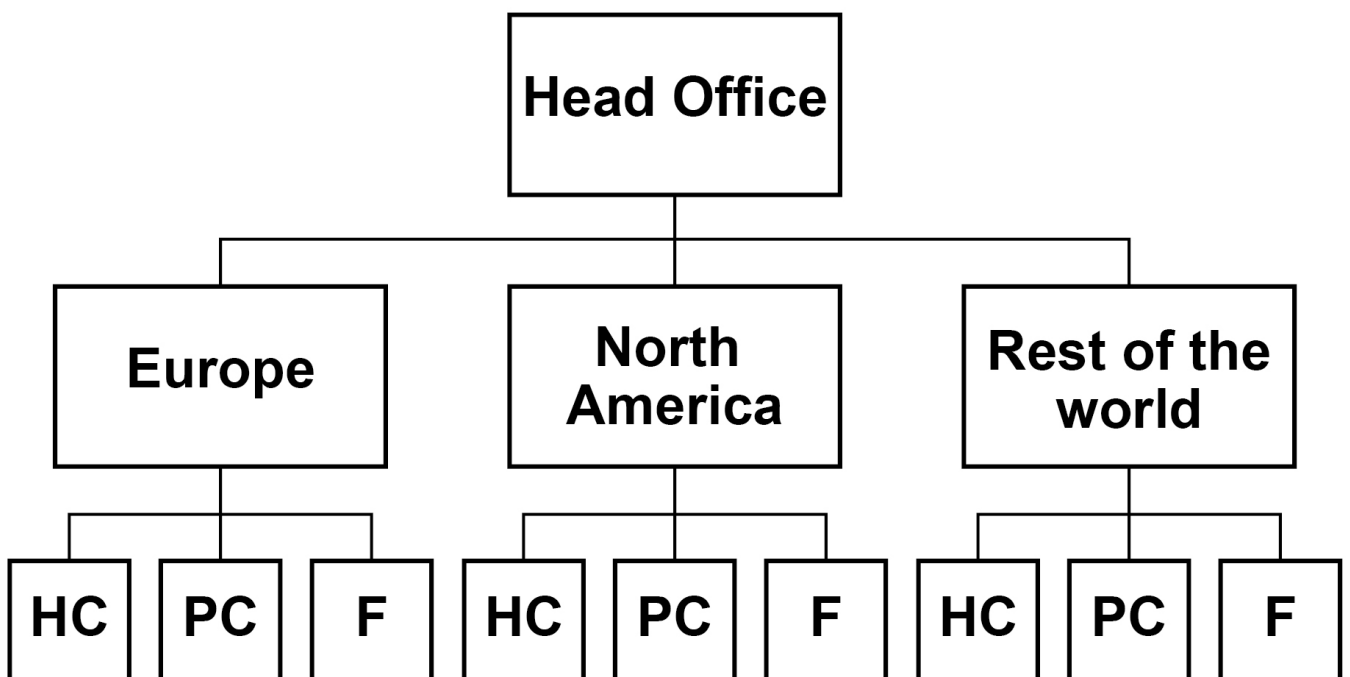 Head Office
Europe
North
America
Rest of the
world
HC
PC
F
HC
PC
F
HC
PC
F